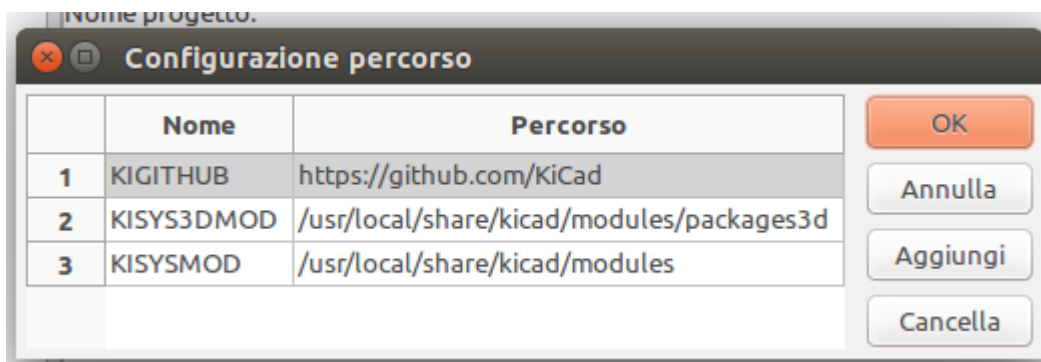 Nome progetto:
Configurazione percorso
Nome Percorso
1 KIGITHUB https://github.com/KiCad
2 KISYS3DMOD /usr/local/share/kicad/modules/packages3d
3 KISYSMOD /usr/local/share/kicad/modules
OK
Annulla
Aggiungi
Cancella